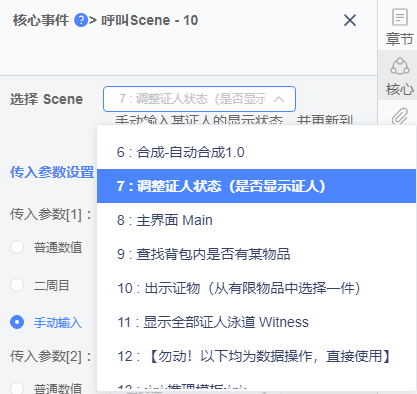 核心事件 ?> 呼叫Scene - 10
章节
选择 Scene
7 : 调整证人状态（是否显示
核心
手动输入某证人的显示状态，并更新到
6 : 合成-自动合成1.0
传入参数设置
7 : 调整证人状态（是否显示证人）
传入参数[1]：
8 : 主界面 Main
普通数值
9 : 查找背包内是否有某物品
二周目
10 : 出示证物（从有限物品中选择一件）
手动输入
11 : 显示全部证人泳道 Witness
传入参数[2]：
12 : 【勿动！以下均为数据操作，直接使用】
普通数值